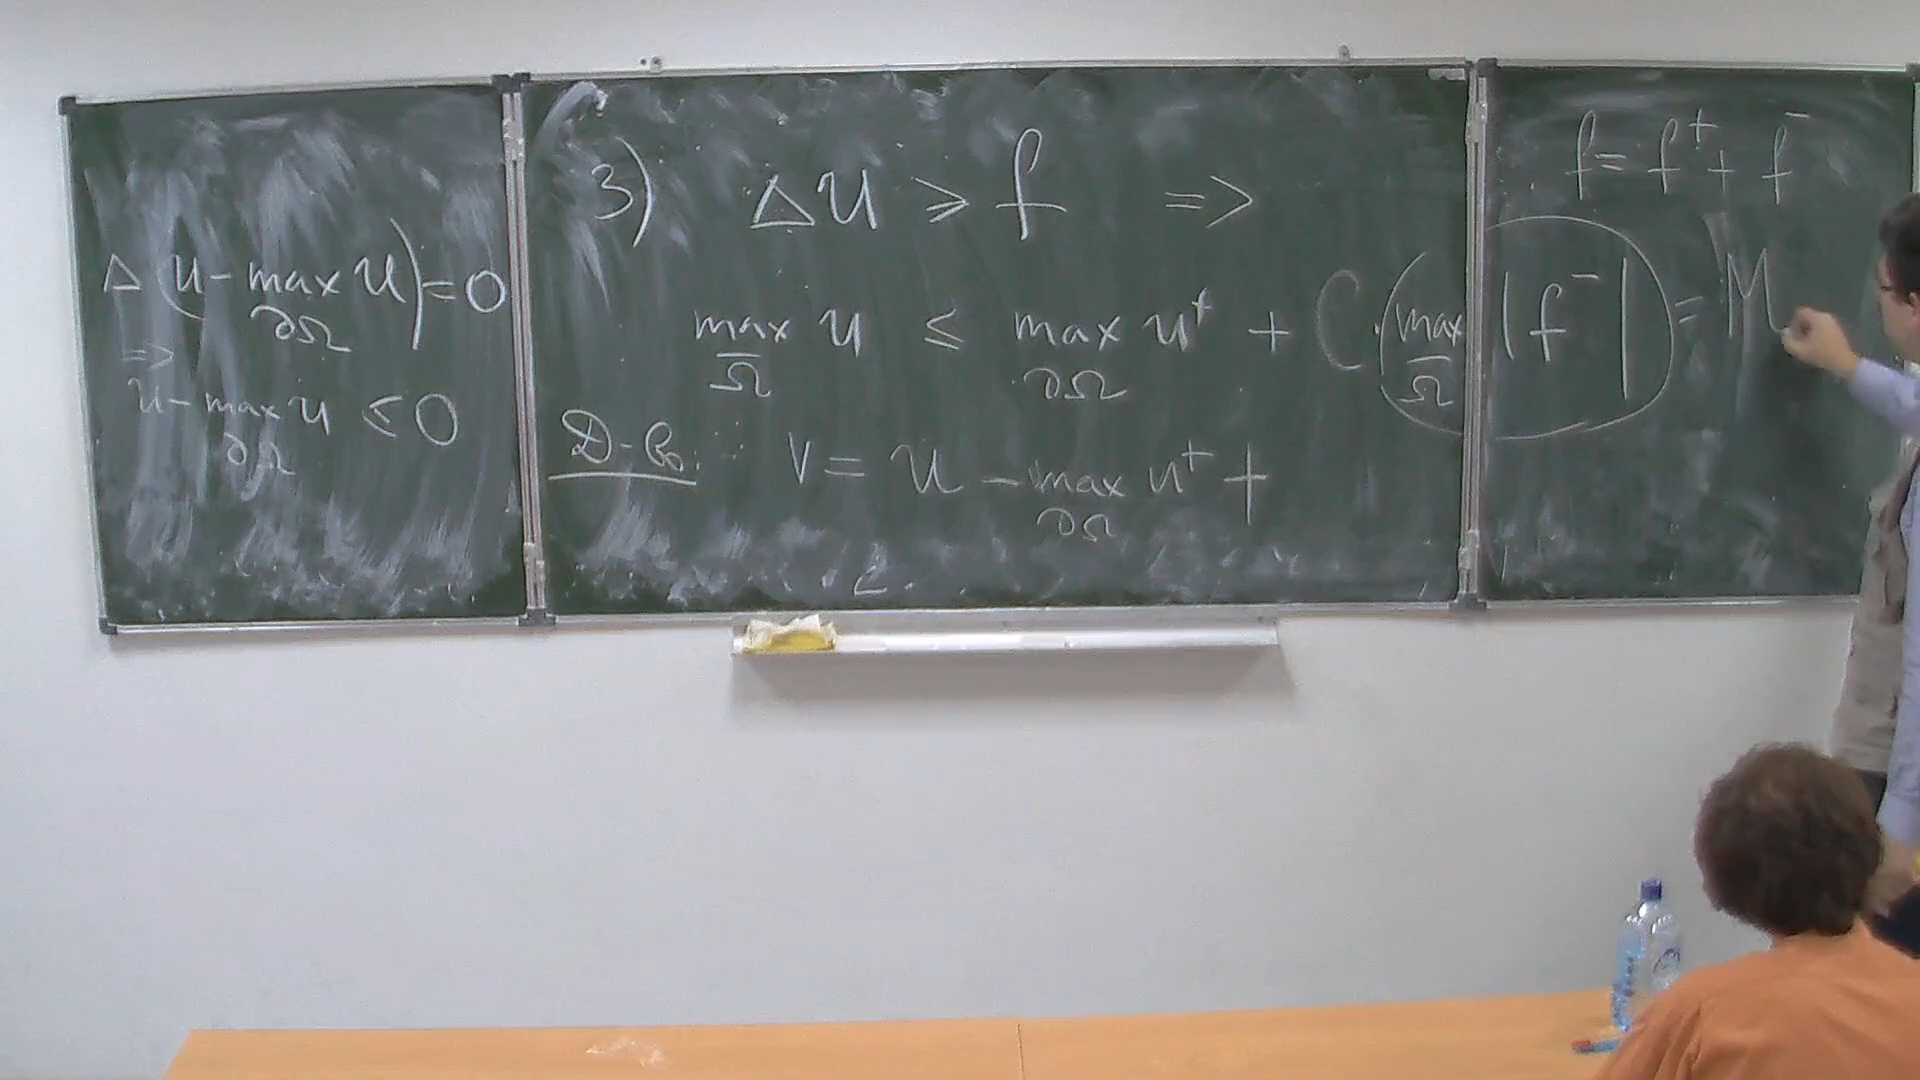 Δ(u - max u) = 0
∂Ω
=>
u - max u ≤ 0
∂Ω
3) Δu ≥ f =>
max u ≤ max u⁺ + C · (max |f⁻|) = M
Ω̅ ∂Ω Ω̅
Д-во: v = u - max u⁺ +
∂Ω
f = f⁺ + f⁻